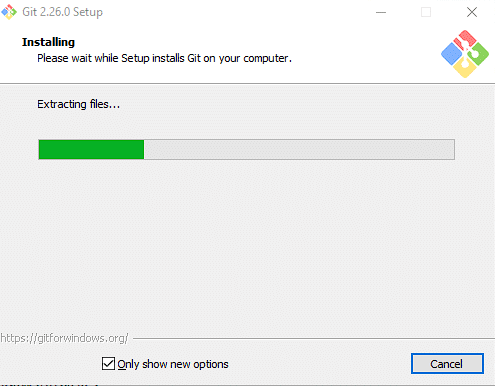 Git 2.26.0 Setup
Installing
Please wait while Setup installs Git on your computer.
Extracting files...
https://gitforwindows.org/
Only show new options
Cancel